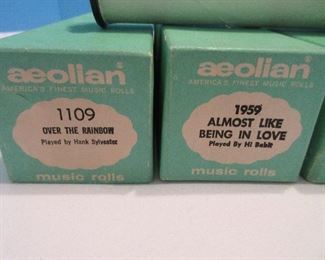 aeolian
AMERICA'S FINEST MUSIC ROLLS
1109
OVER THE RAINBOW
Played by Hank Sylvester
music rolls
aeolian
AMERICA'S FINEST MUSIC ROLLS
1959
ALMOST LIKE
BEING IN LOVE
Played By Hi Babit
music rolls